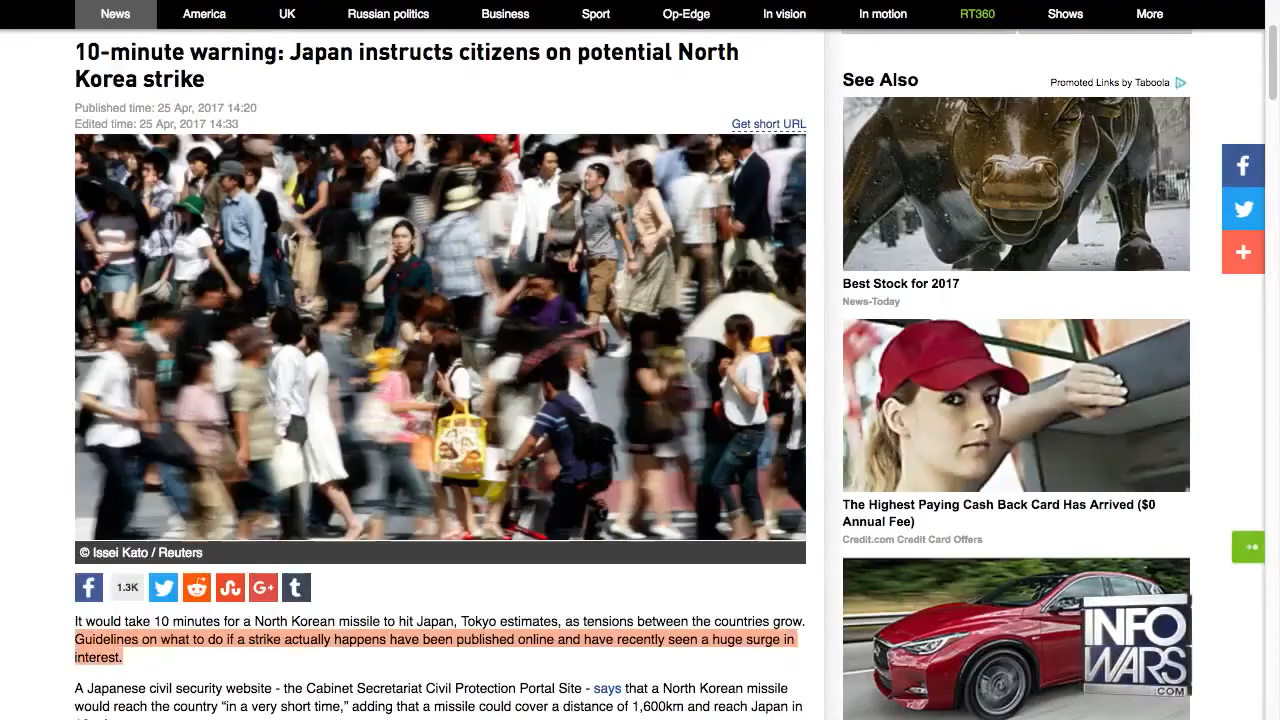 News America UK Russian politics Business Sport Op-Edge In vision In motion RT360 Shows More
10-minute warning: Japan instructs citizens on potential North
Korea strike
Published time: 25 Apr, 2017 14:20
Edited time: 25 Apr, 2017 14:33
Get short URL
© Issei Kato / Reuters
1.3K
It would take 10 minutes for a North Korean missile to hit Japan, Tokyo estimates, as tensions between the countries grow.
Guidelines on what to do if a strike actually happens have been published online and have recently seen a huge surge in
interest.
A Japanese civil security website - the Cabinet Secretariat Civil Protection Portal Site - says that a North Korean missile
would reach the country “in a very short time,” adding that a missile could cover a distance of 1,600km and reach Japan in
See Also
Promoted Links by Taboola
Best Stock for 2017
News-Today
The Highest Paying Cash Back Card Has Arrived ($0
Annual Fee)
Credit.com Credit Card Offers
INFO
WARS
.COM